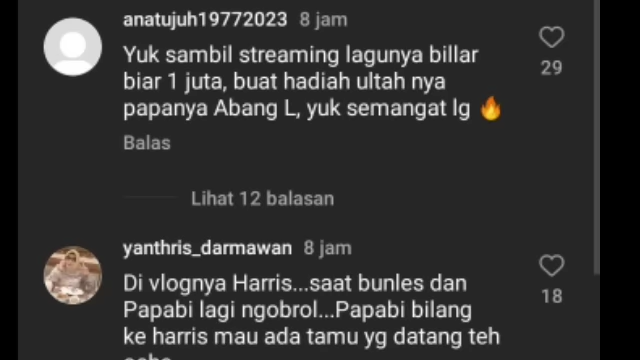 anatujuh19772023 8 jam
Yuk sambil streaming lagunya billar
biar 1 juta, buat hadiah ultah nya
papanya Abang L, yuk semangat lg 🔥
29
Balas
Lihat 12 balasan
yanthris_darmawan 8 jam
Di vlognya Harris...saat bunles dan
Papabi lagi ngobrol...Papabi bilang
ke harris mau ada tamu yg datang teh
18